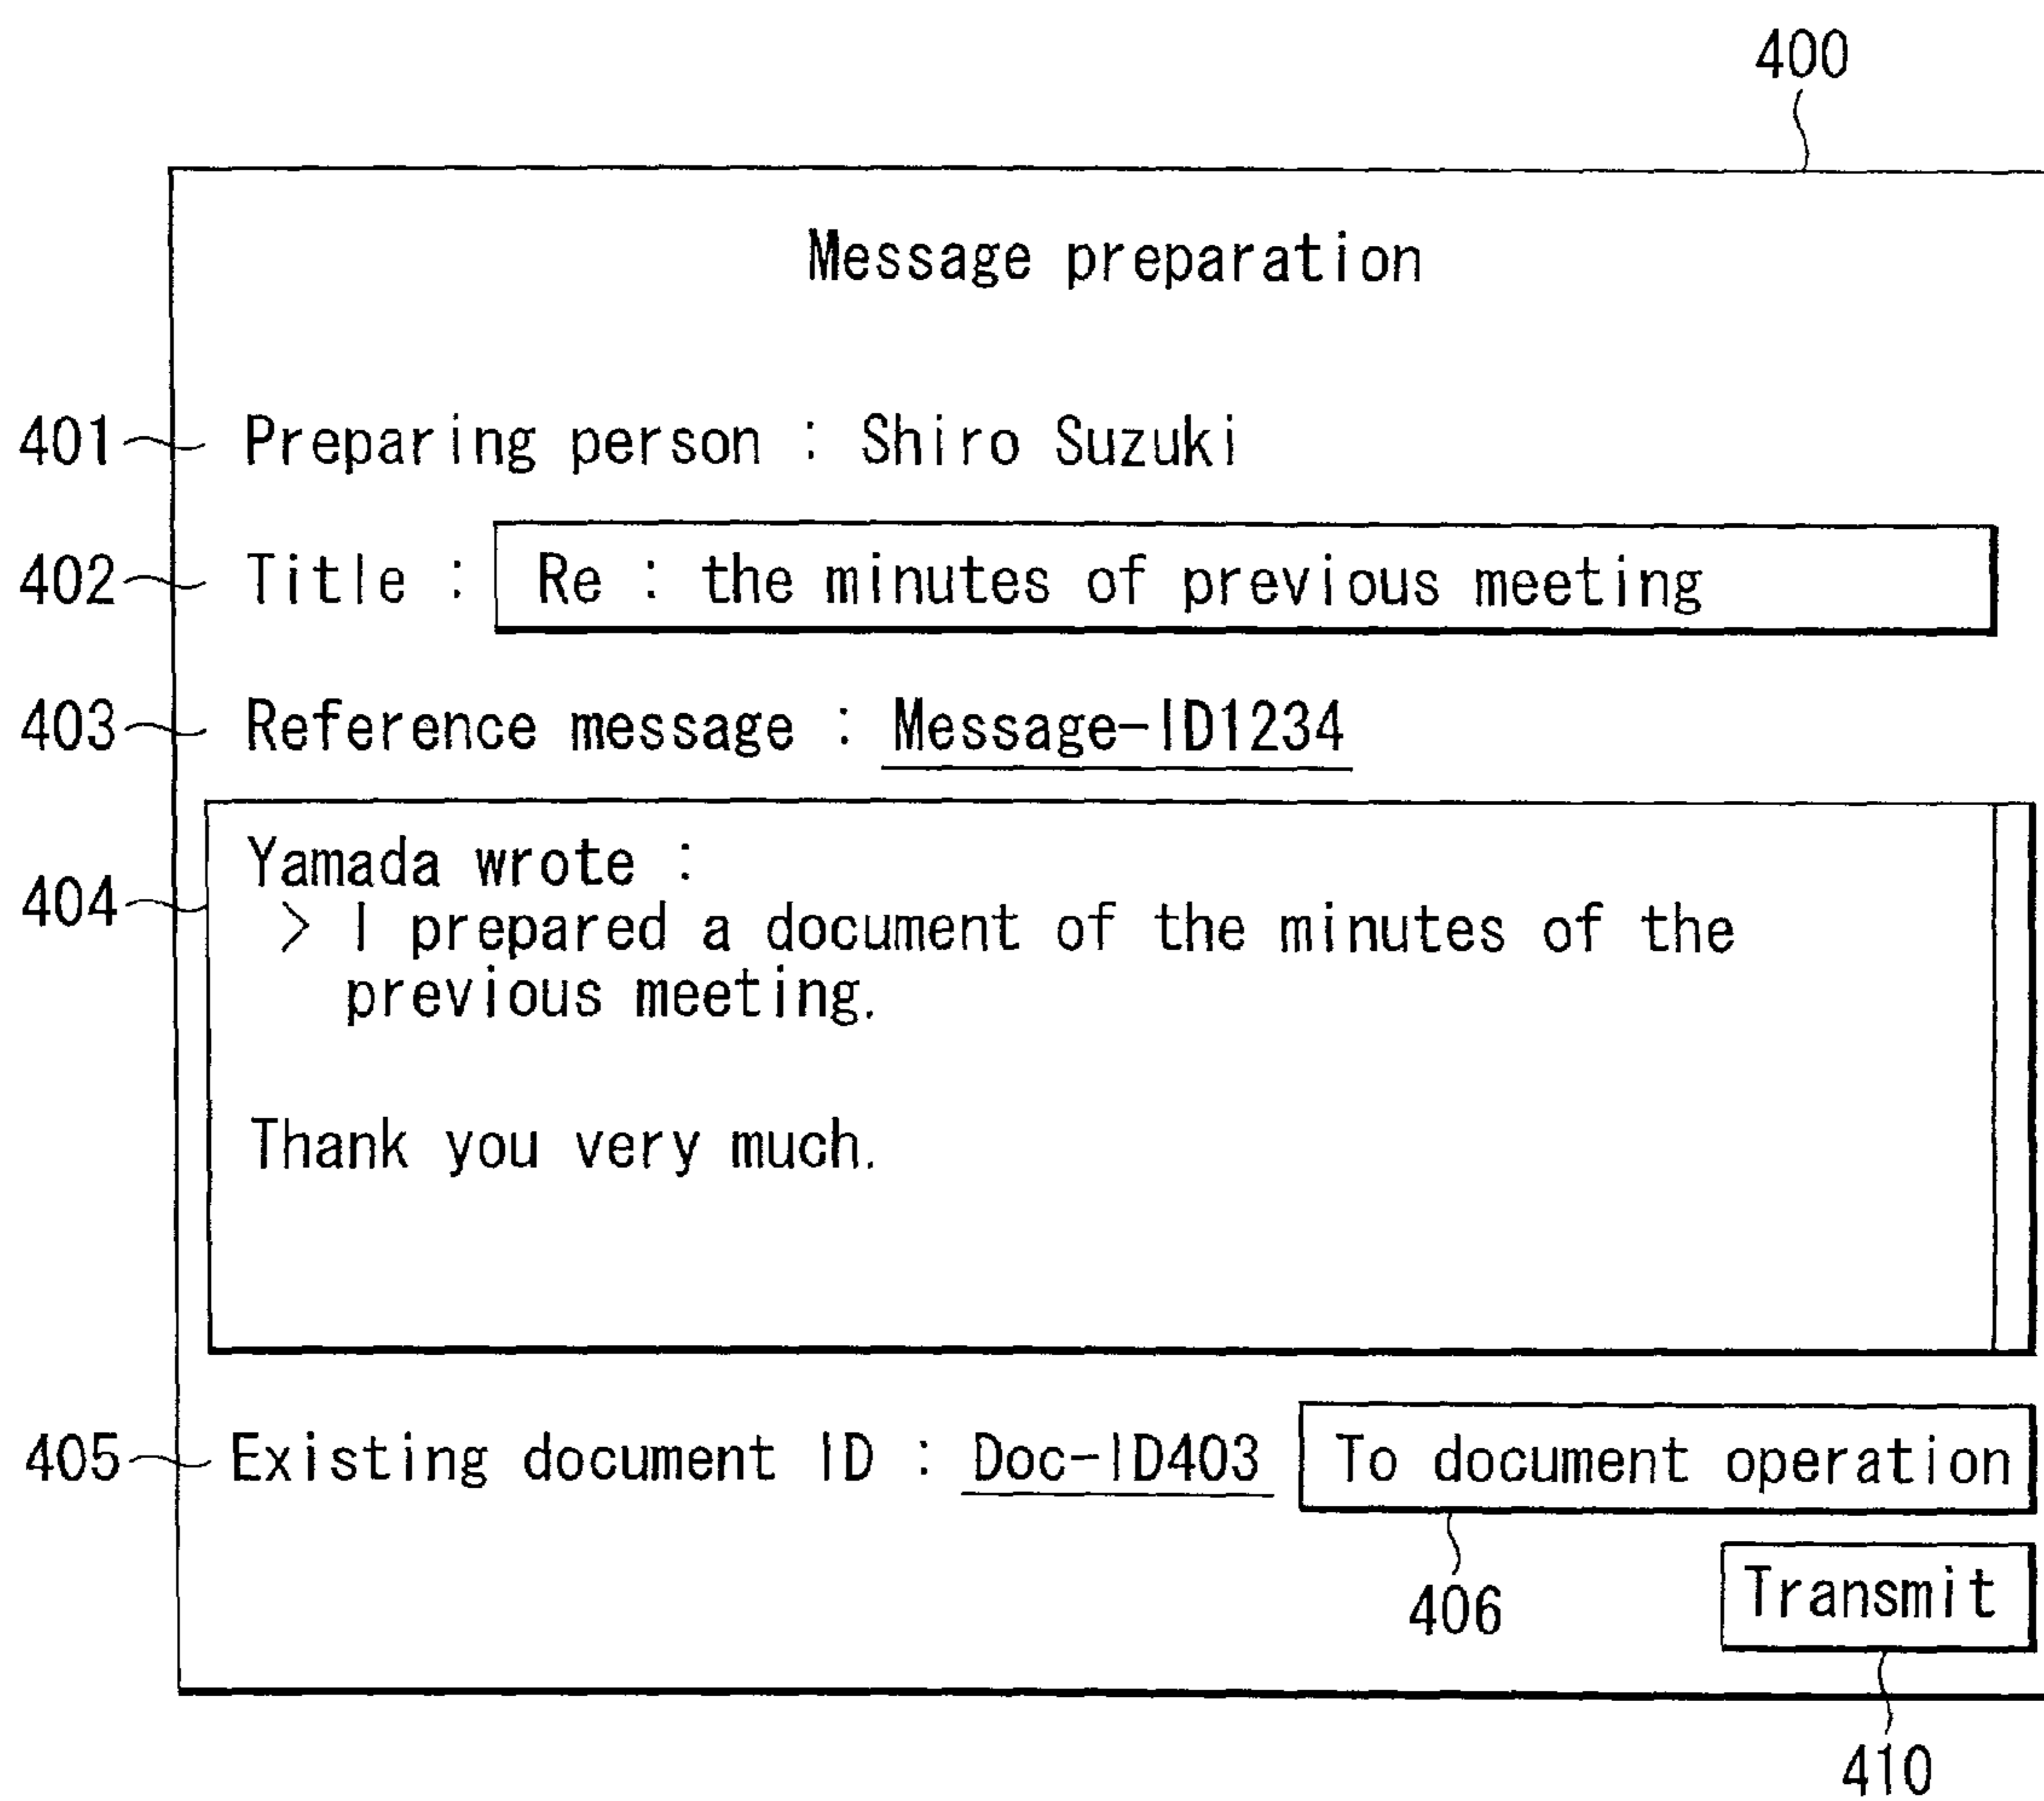 400
Message preparation
401 Preparing person : Shiro Suzuki
402 Title : Re : the minutes of previous meeting
403 Reference message : Message-ID1234
Yamada wrote :
404 > I prepared a document of the minutes of the
previous meeting.
Thank you very much.
405 Existing document ID : Doc-ID403 To document operation
406 Transmit
410